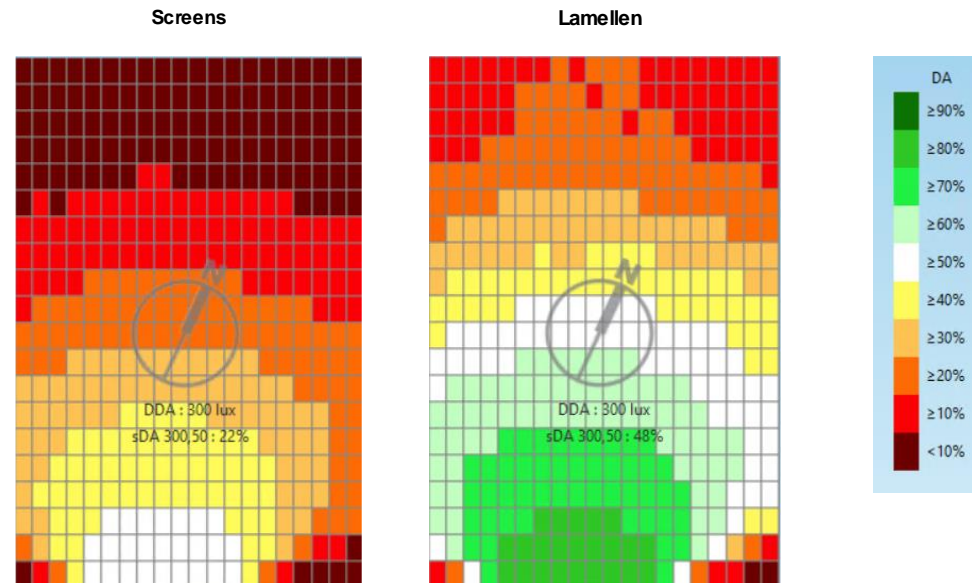 Screens
Lamellen
N
DDA : 300 lux
sDA 300,50 : 22%
N
DDA : 300 lux
sDA 300,50 : 48%
DA
≥90%
≥80%
≥70%
≥60%
≥50%
≥40%
≥30%
≥20%
≥10%
<10%